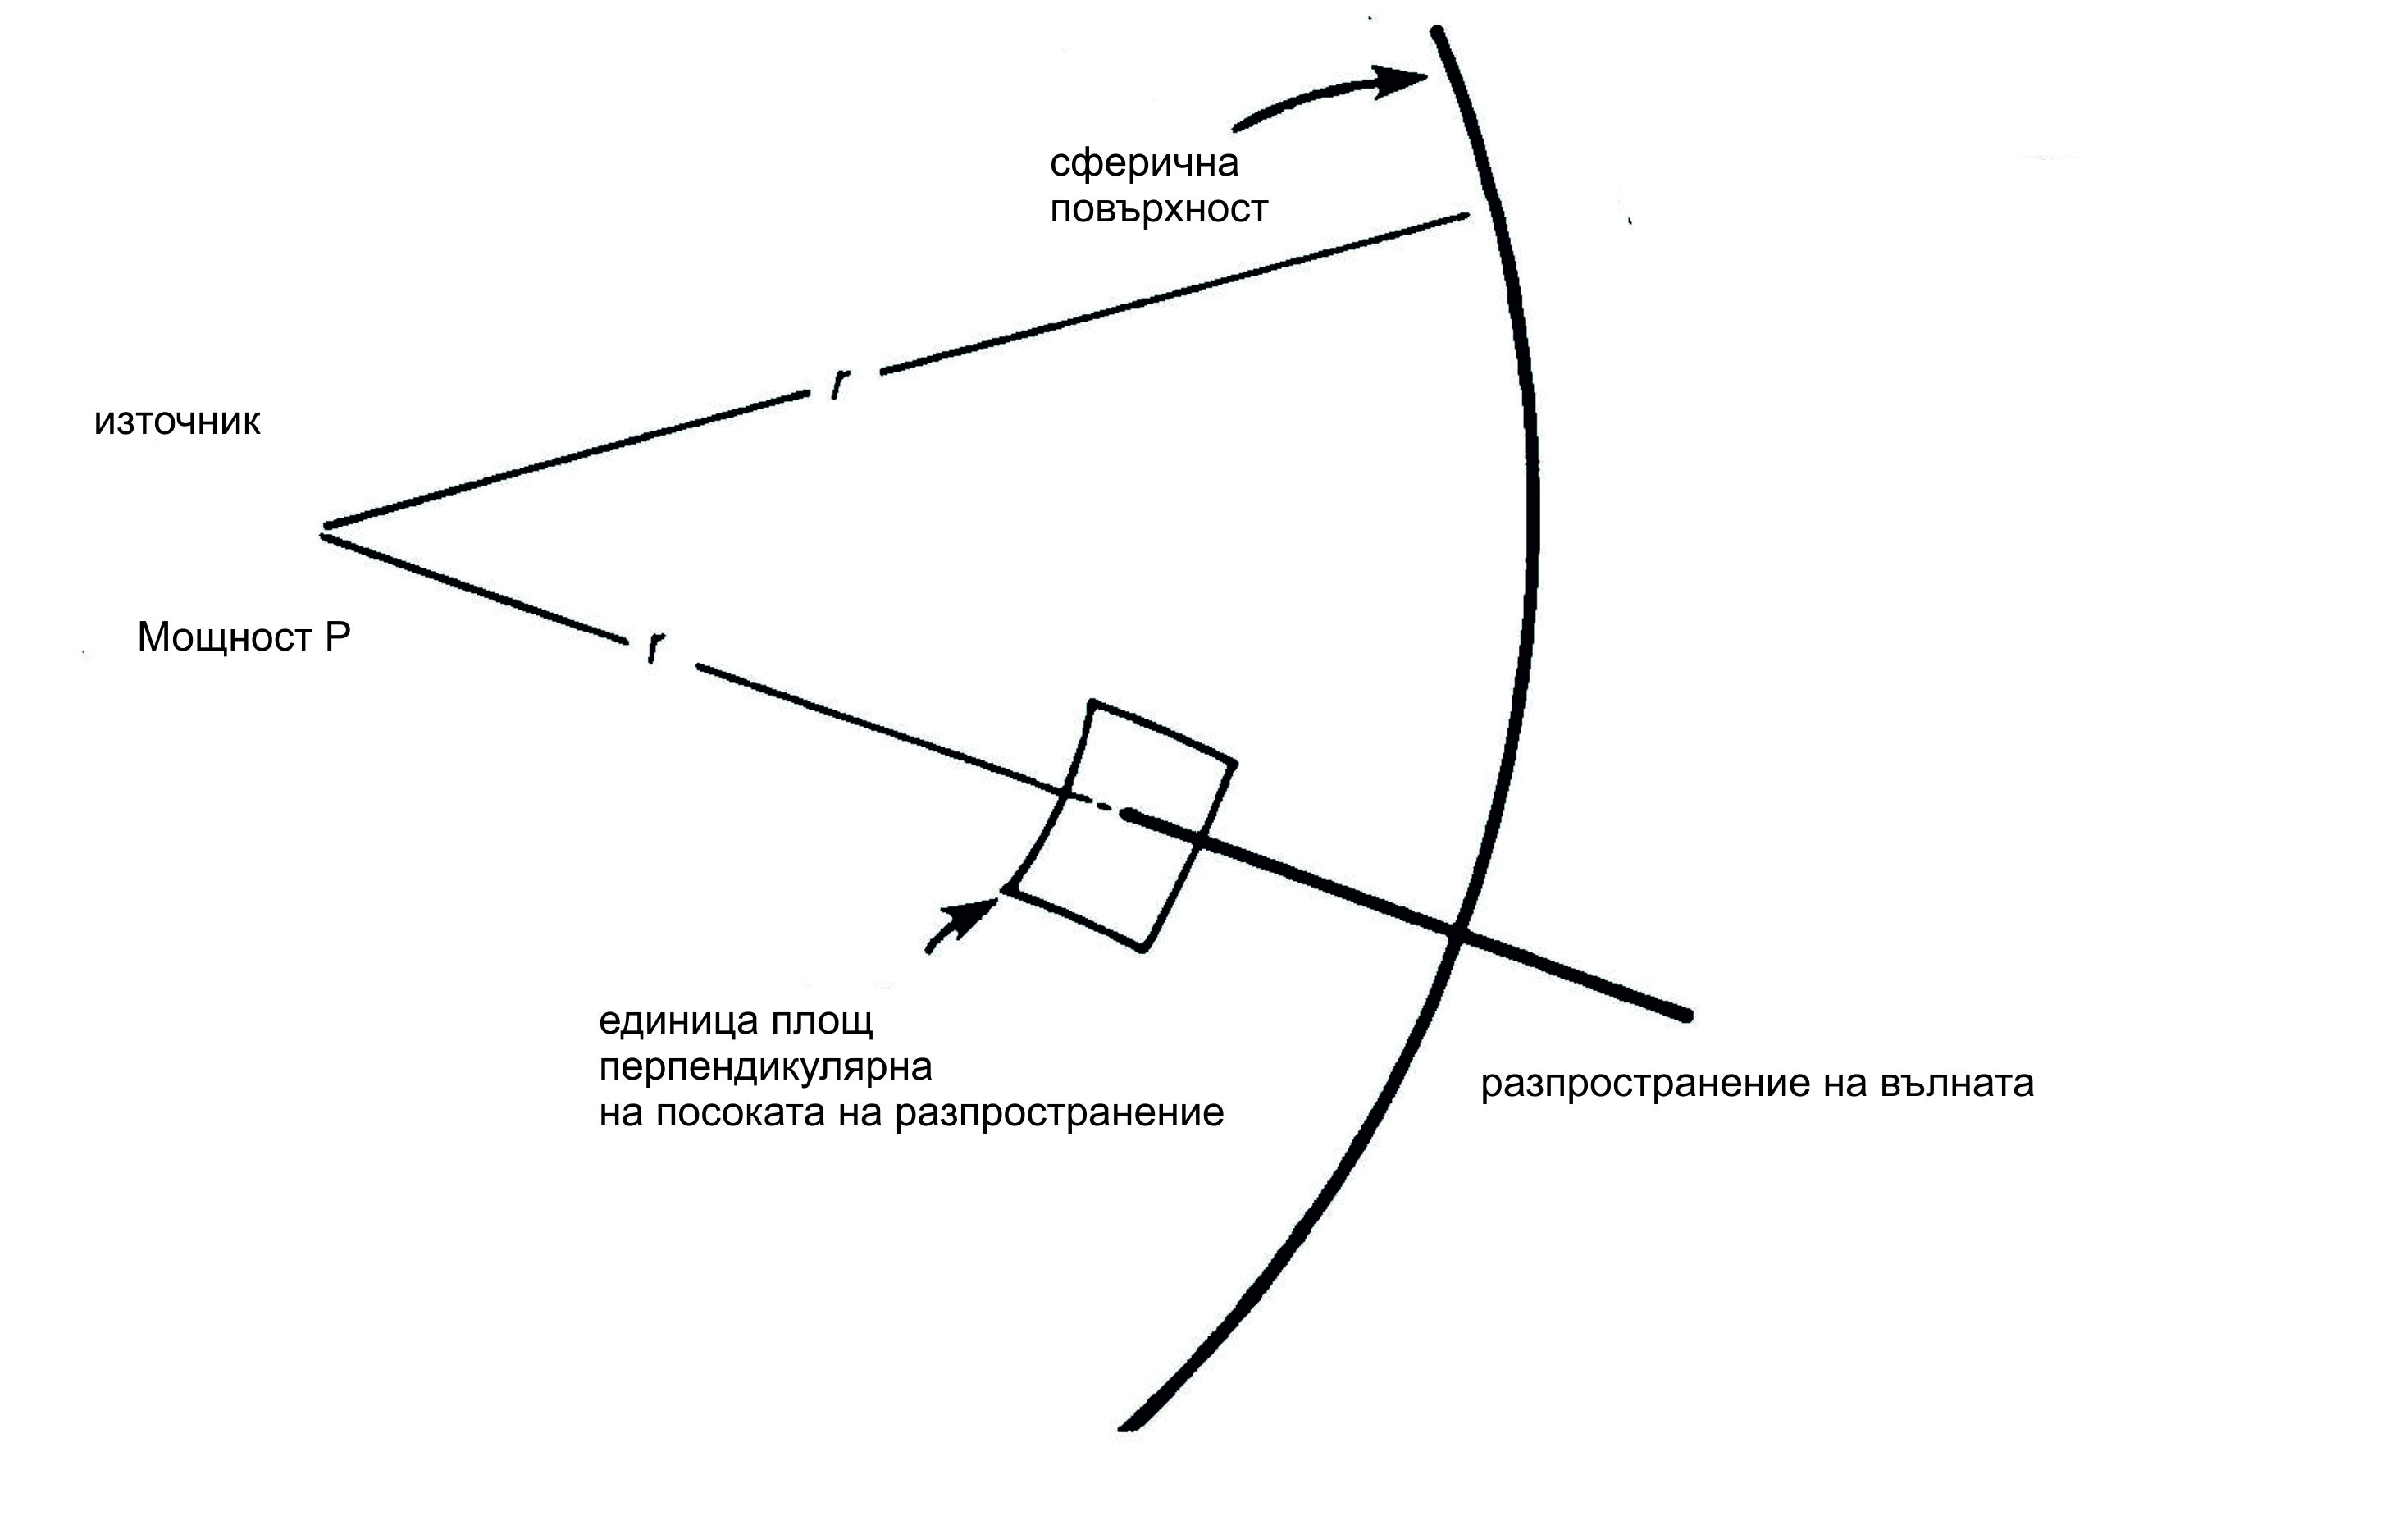 сферична
повърхност
r
източник
Мощност P
r
единица площ
перпендикулярна
на посоката на разпространение
разпространение на вълната